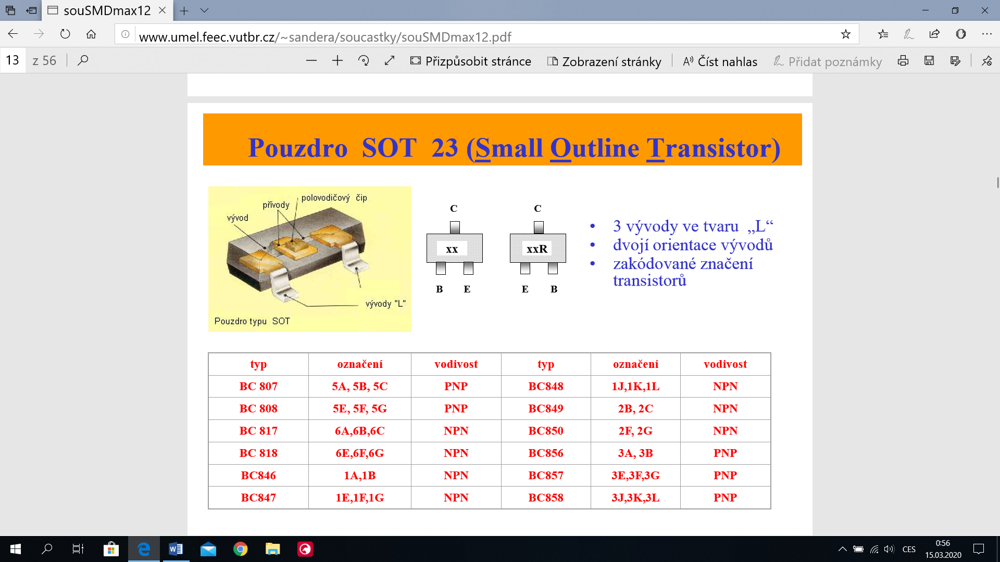 souSMDmax12
www.umel.feec.vutbr.cz/~sandera/soucastky/souSMDmax12.pdf
13 z 56
Přizpůsobit stránce
Zobrazení stránky
Číst nahlas
Přidat poznámky
Pouzdro SOT 23 (Small Outline Transistor)
polovodičový čip
přívody
vývod
vývody "L"
Pouzdro typu SOT
C C
xx xxR
B E E B
• 3 vývody ve tvaru „L“
• dvojí orientace vývodů
• zakódované značení
transistorů
typ označení vodivost typ označení vodivost
BC 807 5A, 5B, 5C PNP BC848 1J,1K,1L NPN
BC 808 5E, 5F, 5G PNP BC849 2B, 2C NPN
BC 817 6A,6B,6C NPN BC850 2F, 2G NPN
BC 818 6E,6F,6G NPN BC856 3A, 3B PNP
BC846 1A,1B NPN BC857 3E,3F,3G PNP
BC847 1E,1F,1G NPN BC858 3J,3K,3L PNP
CES
0:56
15.03.2020